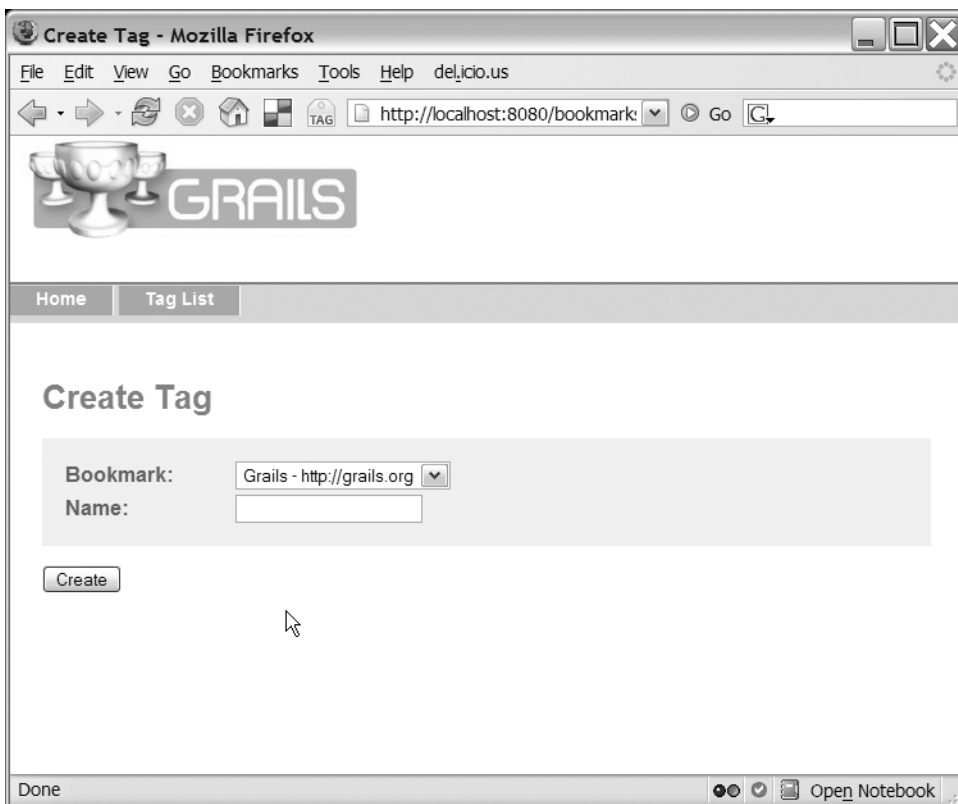 Create Tag - Mozilla Firefox
File Edit View Go Bookmarks Tools Help del.icio.us
TAG http://localhost:8080/bookmark: Go G
GRAILS
Home Tag List
Create Tag
Bookmark: Grails - http://grails.org
Name:
Create
Done Open Notebook